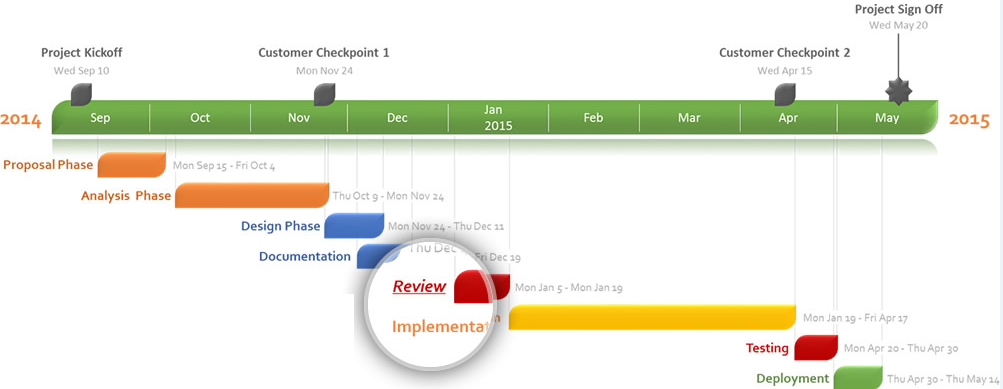 Project Sign Off
Wed May 20
Project Kickoff
Wed Sep 10
Customer Checkpoint 1
Mon Nov 24
Customer Checkpoint 2
Wed Apr 15
2014
Sep
Oct
Nov
Dec
Jan
2015
Feb
Mar
Apr
May
2015
Proposal Phase
Mon Sep 15 - Fri Oct 4
Analysis Phase
Thu Oct 9 - Mon Nov 24
Design Phase
Mon Nov 24 - Thu Dec 11
Documentation
Thu Dec
Fri Dec 19
Review
Mon Jan 5 - Mon Jan 19
Mon Jan 19 - Fri Apr 17
Testing
Mon Apr 20 - Thu Apr 30
Deployment
Thu Apr 30 - Thu May 14